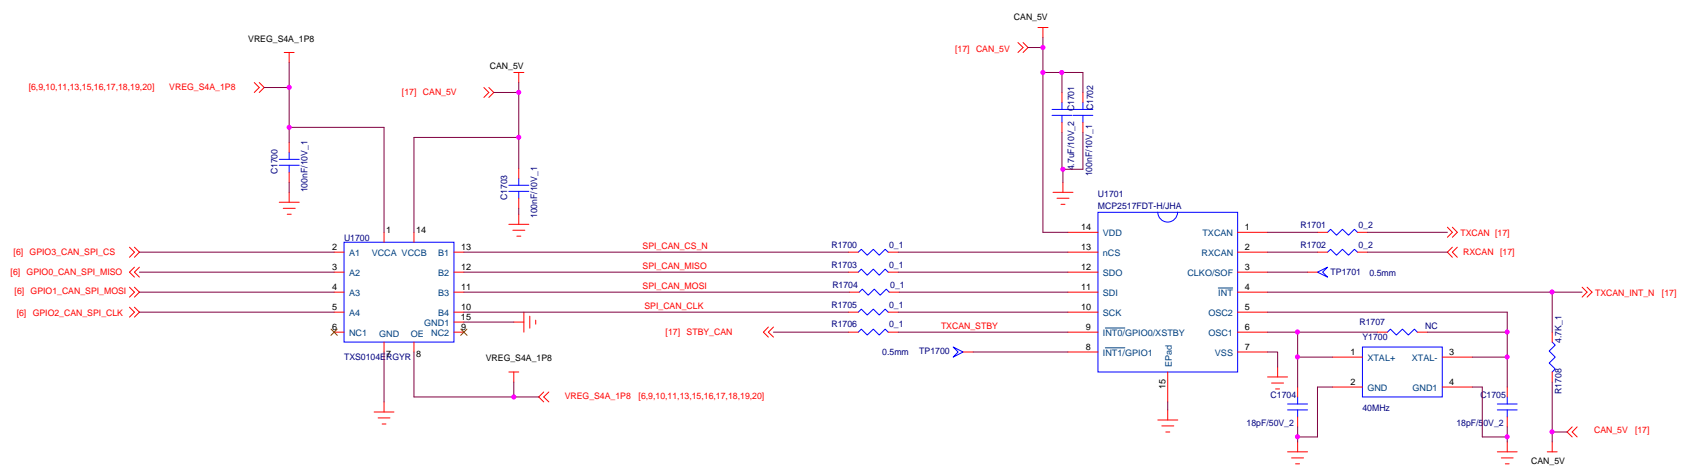 CAN_5V
VREG_S4A_1P8
[17] CAN_5V
CAN_5V
[6,9,10,11,13,15,16,17,18,19,20] VREG_S4A_1P8
[17] CAN_5V
C1700
100nF/10V_1
C1703
100nF/10V_1
C1701
4.7uF/10V_2
C1702
100nF/10V_1
U1701
MCP2517FDT-H/JHA
U1700
1
14
VCCA VCCB
[6] GPIO3_CAN_SPI_CS
2
A1
B1
13
SPI_CAN_CS_N
R1700
0_1
[6] GPIO0_CAN_SPI_MISO
3
A2
B2
12
SPI_CAN_MISO
R1703
0_1
[6] GPIO1_CAN_SPI_MOSI
4
A3
B3
11
SPI_CAN_MOSI
R1704
0_1
[6] GPIO2_CAN_SPI_CLK
5
A4
B4
10
SPI_CAN_CLK
R1705
0_1
GND1
15
6
NC1
GND
OE
NC2
9
TXS0104ERGYR
7
8
[17] STBY_CAN
R1706
0_1
TXCAN_STBY
0.5mm
TP1700
VREG_S4A_1P8
VREG_S4A_1P8 [6,9,10,11,13,15,16,17,18,19,20]
14
VDD
TXCAN
1
R1701
0_2
TXCAN [17]
13
nCS
RXCAN
2
R1702
0_2
RXCAN [17]
12
SDO
CLKO/SOF
3
TP1701
0.5mm
11
SDI
INT
4
TXCAN_INT_N [17]
10
SCK
OSC2
5
9
INT0/GPIO0/XSTBY
OSC1
6
8
INT1/GPIO1
VSS
7
EPad
15
R1707
NC
Y1700
1
XTAL+
XTAL-
3
2
GND
GND1
4
40MHz
C1704
18pF/50V_2
C1705
18pF/50V_2
4.7K_1
R1708
CAN_5V [17]
CAN_5V